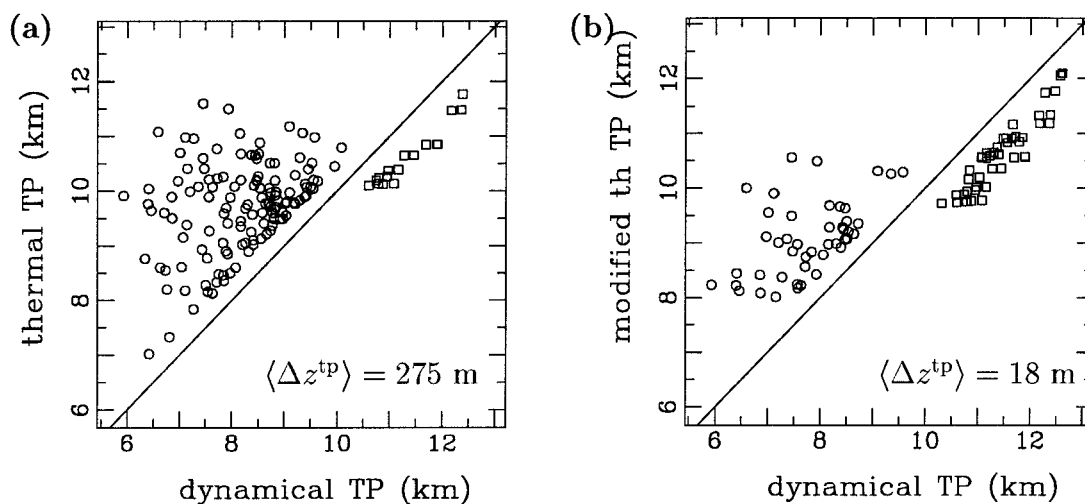 (a)
thermal TP (km)
12
10
8
6
⟨Δz^tp⟩ = 275 m
6 8 10 12
dynamical TP (km)
(b)
modified th TP (km)
12
10
8
6
⟨Δz^tp⟩ = 18 m
6 8 10 12
dynamical TP (km)